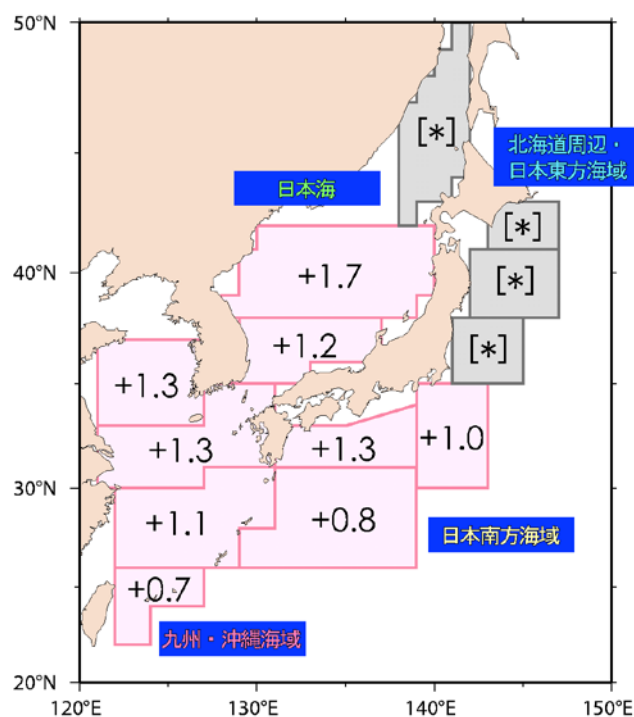 50°N
[*]
北海道周辺・
日本東方海域
日本海
[*]
40°N
+1.7
[*]
+1.2
[*]
+1.3
+1.3
+1.3
+1.0
30°N
+1.1
+0.8
日本南方海域
+0.7
九州・沖縄海域
20°N
120°E
130°E
140°E
150°E